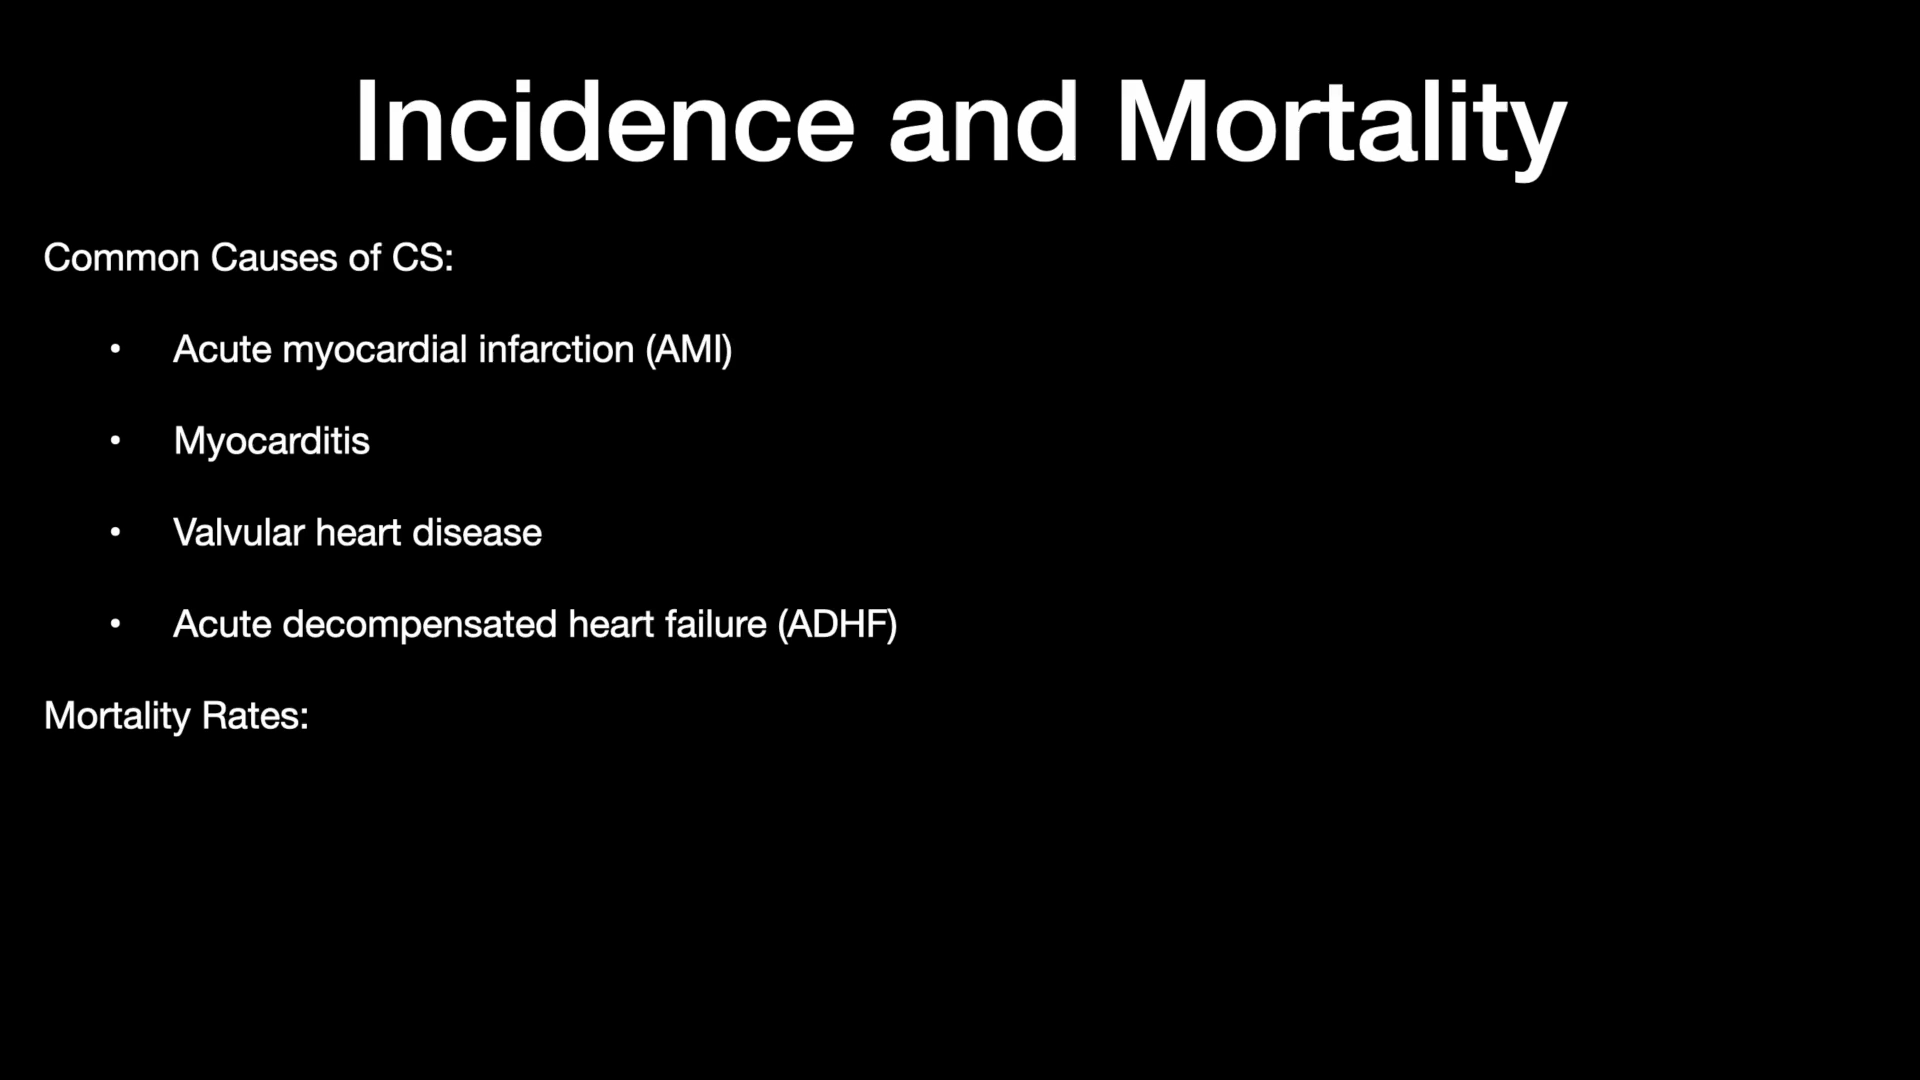 Incidence and Mortality
Common Causes of CS:
• Acute myocardial infarction (AMI)
• Myocarditis
• Valvular heart disease
• Acute decompensated heart failure (ADHF)
Mortality Rates: